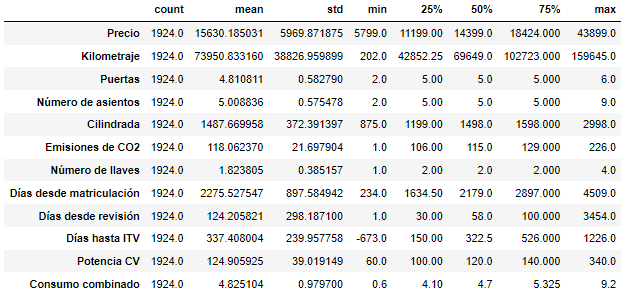 count mean std min 25% 50% 75% max
Precio 1924.0 15630.185031 5969.871875 5799.0 11199.00 14399.0 18424.000 43899.0
Kilometraje 1924.0 73950.833160 38826.959899 202.0 42852.25 69649.0 102723.000 159645.0
Puertas 1924.0 4.810811 0.582790 2.0 5.00 5.0 5.000 6.0
Número de asientos 1924.0 5.008836 0.575478 2.0 5.00 5.0 5.000 9.0
Cilindrada 1924.0 1487.669958 372.391397 875.0 1199.00 1498.0 1598.000 2998.0
Emisiones de CO2 1924.0 118.062370 21.697904 1.0 106.00 115.0 129.000 226.0
Número de llaves 1924.0 1.823805 0.385157 1.0 2.00 2.0 2.000 4.0
Días desde matriculación 1924.0 2275.527547 897.584942 234.0 1634.50 2179.0 2897.000 4509.0
Días desde revisión 1924.0 124.205821 298.187100 1.0 30.00 58.0 100.000 3454.0
Días hasta ITV 1924.0 337.408004 239.957758 -673.0 150.00 322.5 526.000 1226.0
Potencia CV 1924.0 124.905925 39.019149 60.0 100.00 120.0 140.000 340.0
Consumo combinado 1924.0 4.825104 0.979700 0.6 4.10 4.7 5.325 9.2